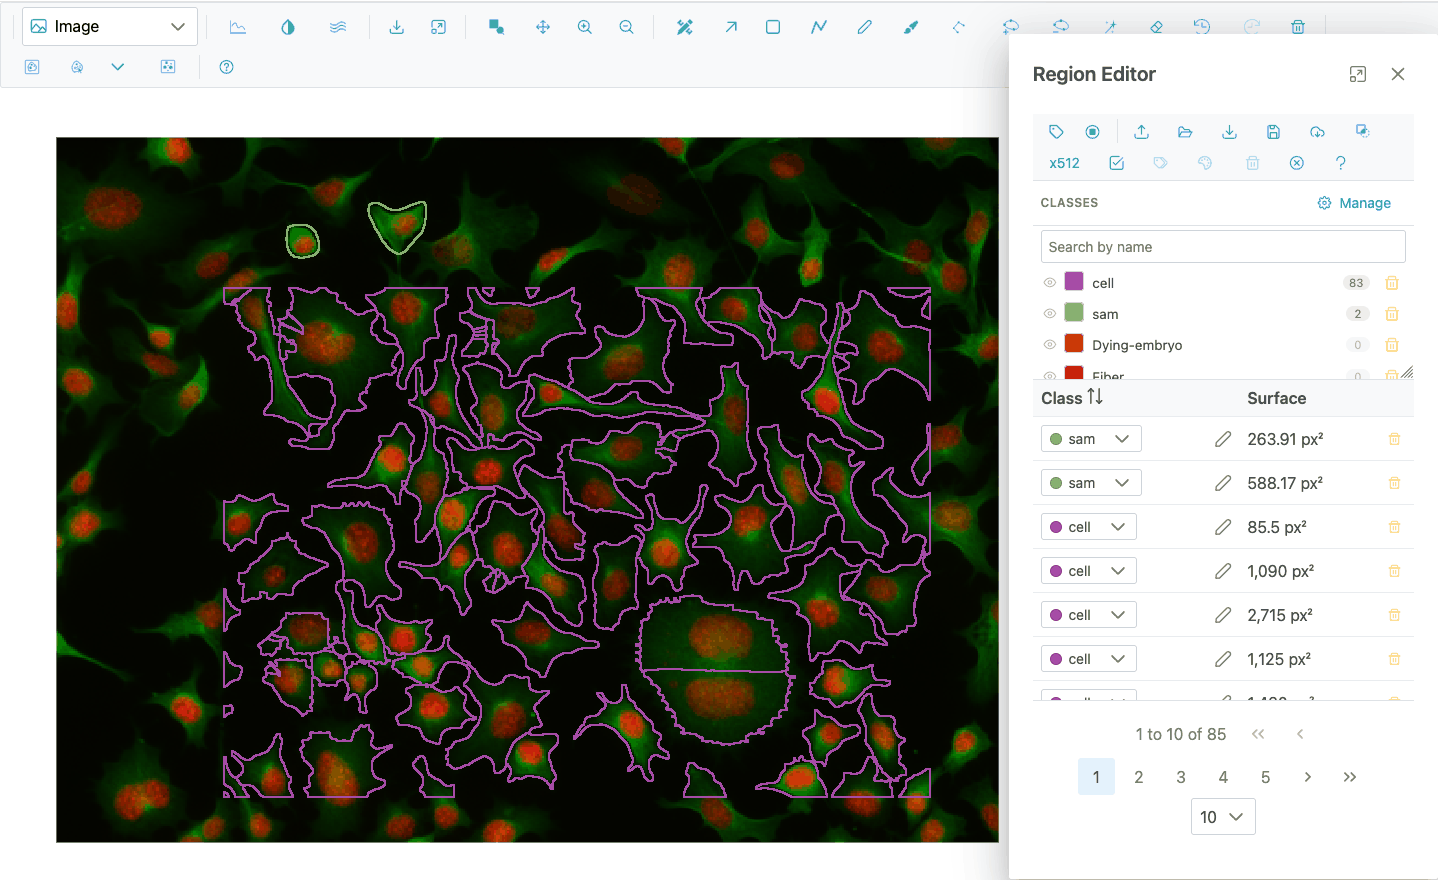 Image
Region Editor
x512
CLASSES
Manage
Search by name
cell 83
sam 2
Dying-embryo 0
Fiber 0
Class Surface
sam 263.91 px²
sam 588.17 px²
cell 85.5 px²
cell 1,090 px²
cell 2,715 px²
cell 1,125 px²
1 to 10 of 85 << <
1 2 3 4 5 > >>
10